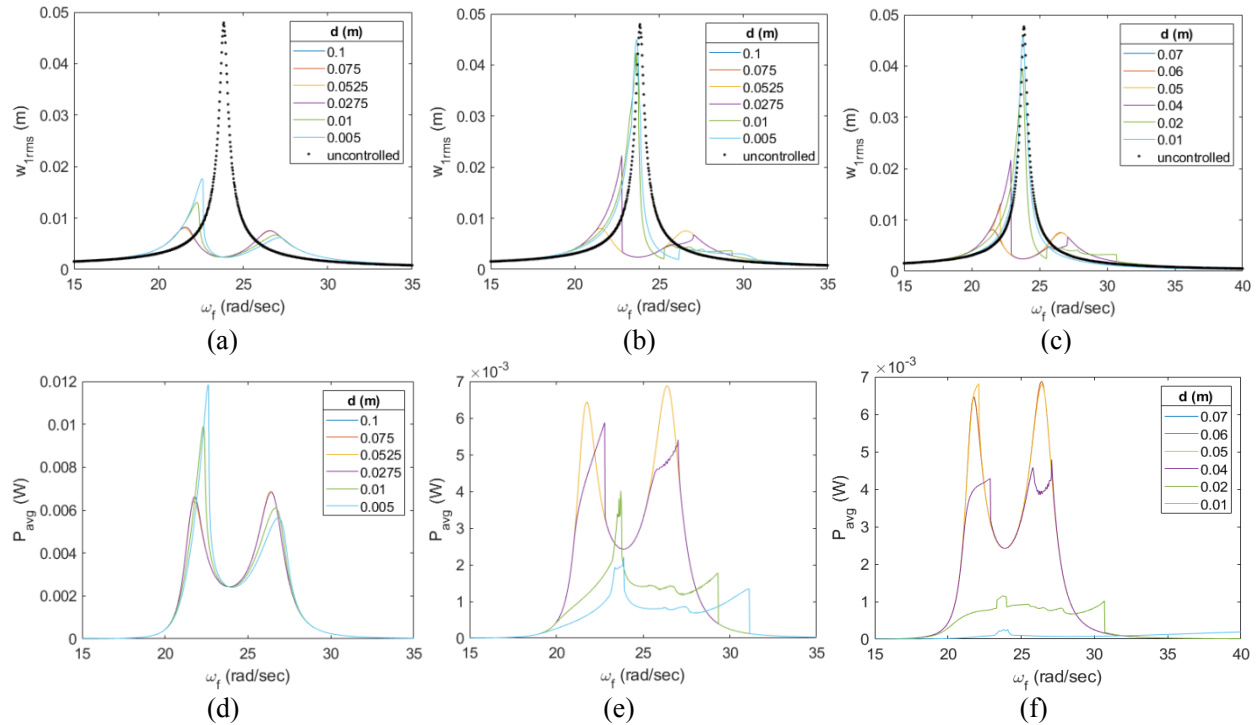 0.05
0.04
0.03
0.02
0.01
0
w1rms (m)
15 20 25 30 35
ωf (rad/sec)
d (m)
0.1
0.075
0.0525
0.0275
0.01
0.005
uncontrolled
(a)
0.05
0.04
0.03
0.02
0.01
0
w1rms (m)
15 20 25 30 35
ωf (rad/sec)
d (m)
0.1
0.075
0.0525
0.0275
0.01
0.005
uncontrolled
(b)
0.05
0.04
0.03
0.02
0.01
0
w1rms (m)
15 20 25 30 35 40
ωf (rad/sec)
d (m)
0.07
0.06
0.05
0.04
0.02
0.01
uncontrolled
(c)
0.012
0.01
0.008
0.006
0.004
0.002
0
Pavg (W)
15 20 25 30 35
ωf (rad/sec)
d (m)
0.1
0.075
0.0525
0.0275
0.01
0.005
(d)
× 10-3
7
6
5
4
3
2
1
0
Pavg (W)
15 20 25 30 35
ωf (rad/sec)
(e)
× 10-3
7
6
5
4
3
2
1
0
Pavg (W)
15 20 25 30 35 40
ωf (rad/sec)
d (m)
0.07
0.06
0.05
0.04
0.02
0.01
(f)